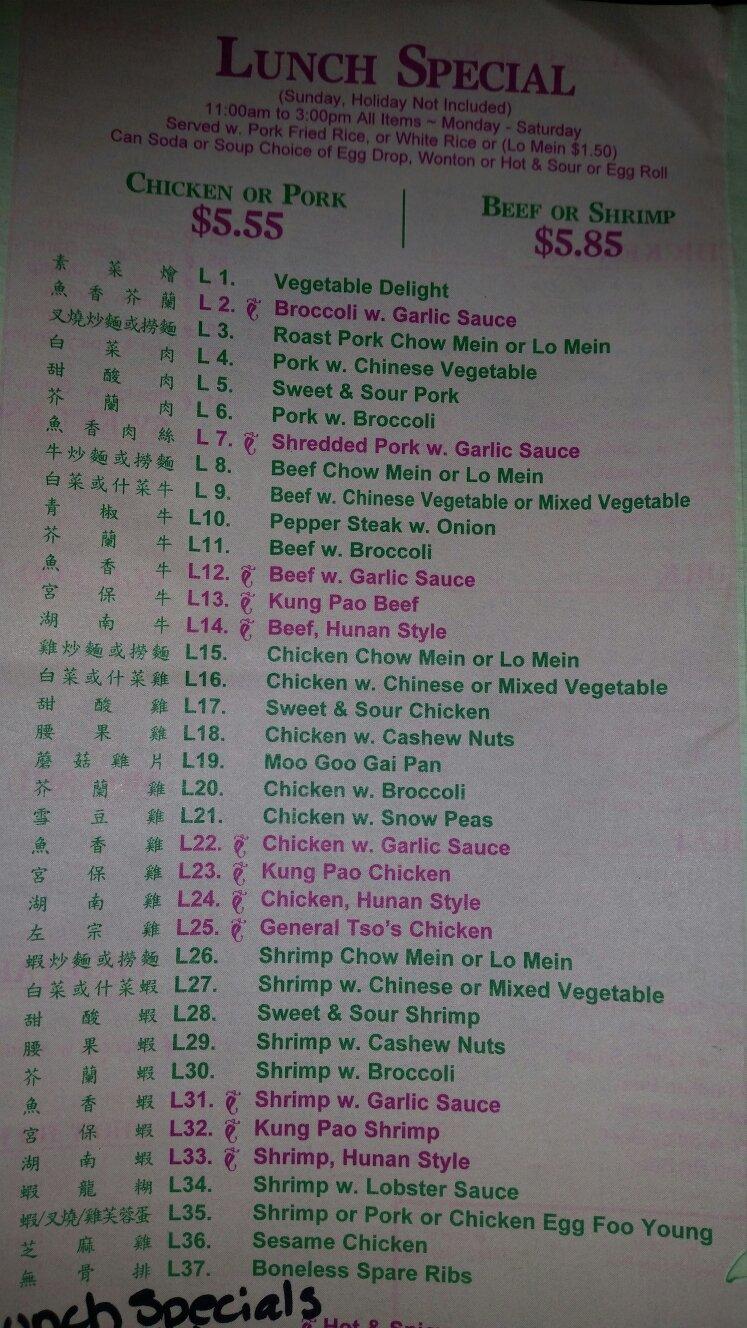 LUNCH SPECIAL
(Sunday, Holiday Not Included)
11:00am to 3:00pm All Items ~ Monday - Saturday
Served w. Pork Fried Rice, or White Rice or (Lo Mein $1.50)
Can Soda or Soup Choice of Egg Drop, Wonton or Hot & Sour or Egg Roll
CHICKEN OR PORK
$5.55
BEEF OR SHRIMP
$5.85
素菜燴 L 1. Vegetable Delight
魚香芥蘭 L 2. Broccoli w. Garlic Sauce
叉燒炒麵或撈麵 L 3. Roast Pork Chow Mein or Lo Mein
白菜肉 L 4. Pork w. Chinese Vegetable
甜酸肉 L 5. Sweet & Sour Pork
芥蘭肉 L 6. Pork w. Broccoli
魚香肉絲 L 7. Shredded Pork w. Garlic Sauce
牛炒麵或撈麵 L 8. Beef Chow Mein or Lo Mein
白菜或什菜牛 L 9. Beef w. Chinese Vegetable or Mixed Vegetable
青椒牛 L10. Pepper Steak w. Onion
芥蘭牛 L11. Beef w. Broccoli
魚香牛 L12. Beef w. Garlic Sauce
宮保牛 L13. Kung Pao Beef
湖南牛 L14. Beef, Hunan Style
雞炒麵或撈麵 L15. Chicken Chow Mein or Lo Mein
白菜或什菜雞 L16. Chicken w. Chinese or Mixed Vegetable
甜酸雞 L17. Sweet & Sour Chicken
腰果雞 L18. Chicken w. Cashew Nuts
蘑菇雞片 L19. Moo Goo Gai Pan
芥蘭雞 L20. Chicken w. Broccoli
雪豆雞 L21. Chicken w. Snow Peas
魚香雞 L22. Chicken w. Garlic Sauce
宮保雞 L23. Kung Pao Chicken
湖南雞 L24. Chicken, Hunan Style
左宗雞 L25. General Tso's Chicken
蝦炒麵或撈麵 L26. Shrimp Chow Mein or Lo Mein
白菜或什菜蝦 L27. Shrimp w. Chinese or Mixed Vegetable
甜酸蝦 L28. Sweet & Sour Shrimp
腰果蝦 L29. Shrimp w. Cashew Nuts
芥蘭蝦 L30. Shrimp w. Broccoli
魚香蝦 L31. Shrimp w. Garlic Sauce
宮保蝦 L32. Kung Pao Shrimp
湖南蝦 L33. Shrimp, Hunan Style
蝦龍糊 L34. Shrimp w. Lobster Sauce
蝦/叉燒/雞芙蓉蛋 L35. Shrimp or Pork or Chicken Egg Foo Young
芝麻雞 L36. Sesame Chicken
無骨排 L37. Boneless Spare Ribs
unch Specials
Hot &